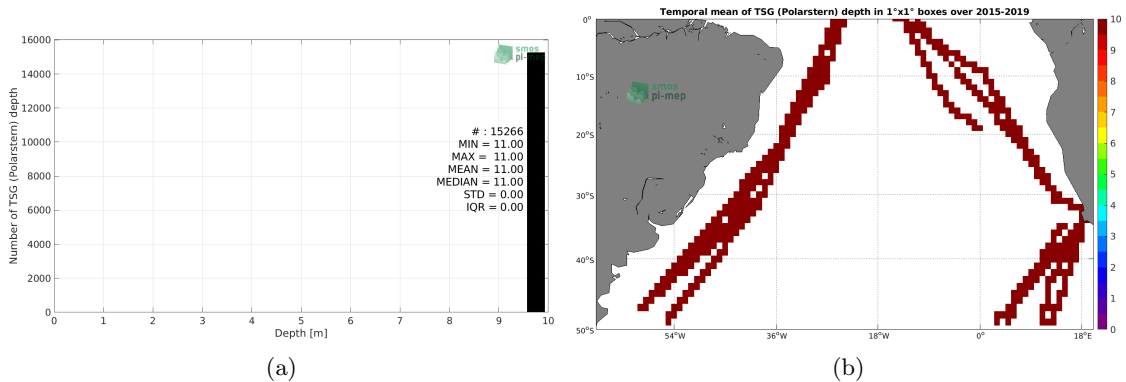 16000
14000
12000
10000
8000
6000
4000
2000
0
Number of TSG (Polarstern) depth
smos
pi-mep
# : 15266
MIN = 11.00
MAX = 11.00
MEAN = 11.00
MEDIAN = 11.00
STD = 0.00
IQR = 0.00
0 1 2 3 4 5 6 7 8 9 10
Depth [m]
(a)
Temporal mean of TSG (Polarstern) depth in 1°x1° boxes over 2015-2019
0°
10°S
20°S
30°S
40°S
50°S
smos
pi-mep
54°W 36°W 18°W 0° 18°E
10
9
8
7
6
5
4
3
2
1
0
(b)